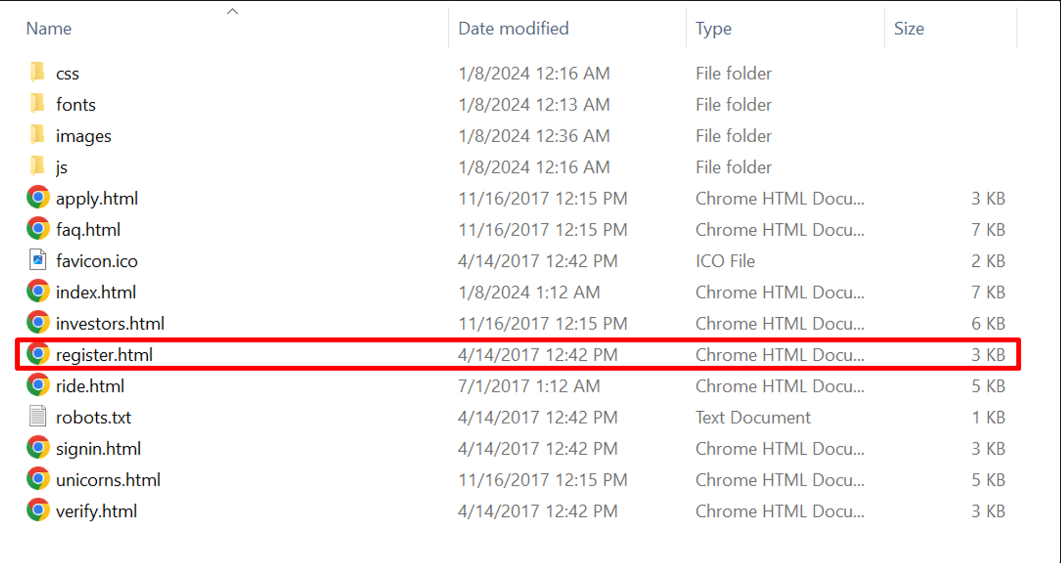 Name Date modified Type Size
css 1/8/2024 12:16 AM File folder
fonts 1/8/2024 12:13 AM File folder
images 1/8/2024 12:36 AM File folder
js 1/8/2024 12:16 AM File folder
apply.html 11/16/2017 12:15 PM Chrome HTML Docu... 3 KB
faq.html 11/16/2017 12:15 PM Chrome HTML Docu... 7 KB
favicon.ico 4/14/2017 12:42 PM ICO File 2 KB
index.html 1/8/2024 1:12 AM Chrome HTML Docu... 7 KB
investors.html 11/16/2017 12:15 PM Chrome HTML Docu... 6 KB
register.html 4/14/2017 12:42 PM Chrome HTML Docu... 3 KB
ride.html 7/1/2017 1:12 AM Chrome HTML Docu... 5 KB
robots.txt 4/14/2017 12:42 PM Text Document 1 KB
signin.html 4/14/2017 12:42 PM Chrome HTML Docu... 3 KB
unicorns.html 11/16/2017 12:15 PM Chrome HTML Docu... 5 KB
verify.html 4/14/2017 12:42 PM Chrome HTML Docu... 3 KB